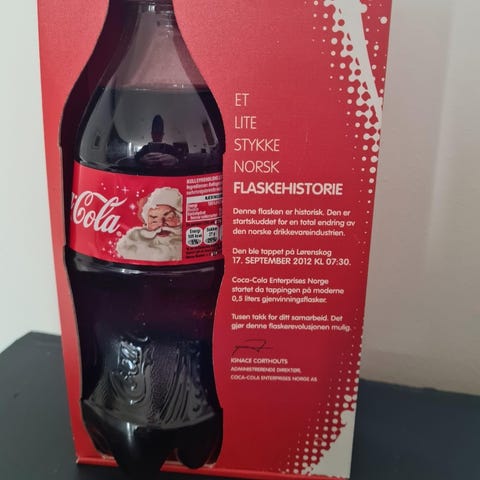 ET
LITE
STYKKE
NORSK
FLASKEHISTORIE
Denne flasken er historisk. Den er
startskuddet for en total endring av
den norske drikkevareindustrien.
Den ble tappet på Lørenskog
17. SEPTEMBER 2012 KL 07:30.
Coca-Cola Enterprises Norge
startet da tappingen på moderne
0,5 liters gjenvinningsflasker.
Tusen takk for ditt samarbeid. Det
gjør denne flaskerevolusjonen mulig.
IGNACE CORTHOUTS
ADMINISTRERENDE DIREKTØR,
COCA-COLA ENTERPRISES NORGE AS
Cola
Energi